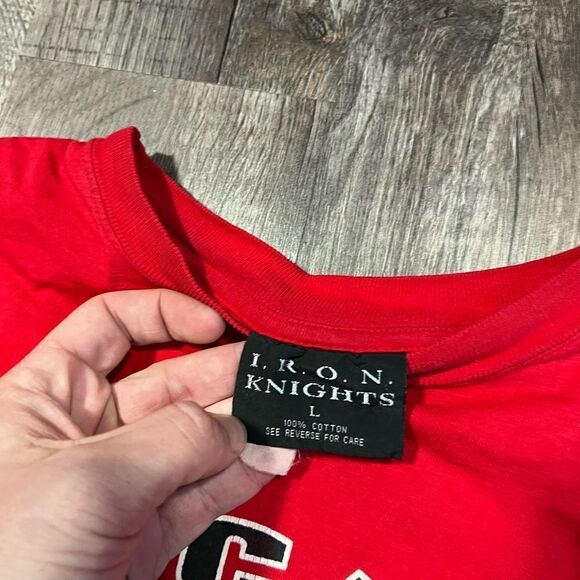 I. R. O. N.
KNIGHTS
L
100% COTTON
SEE REVERSE FOR CARE
G